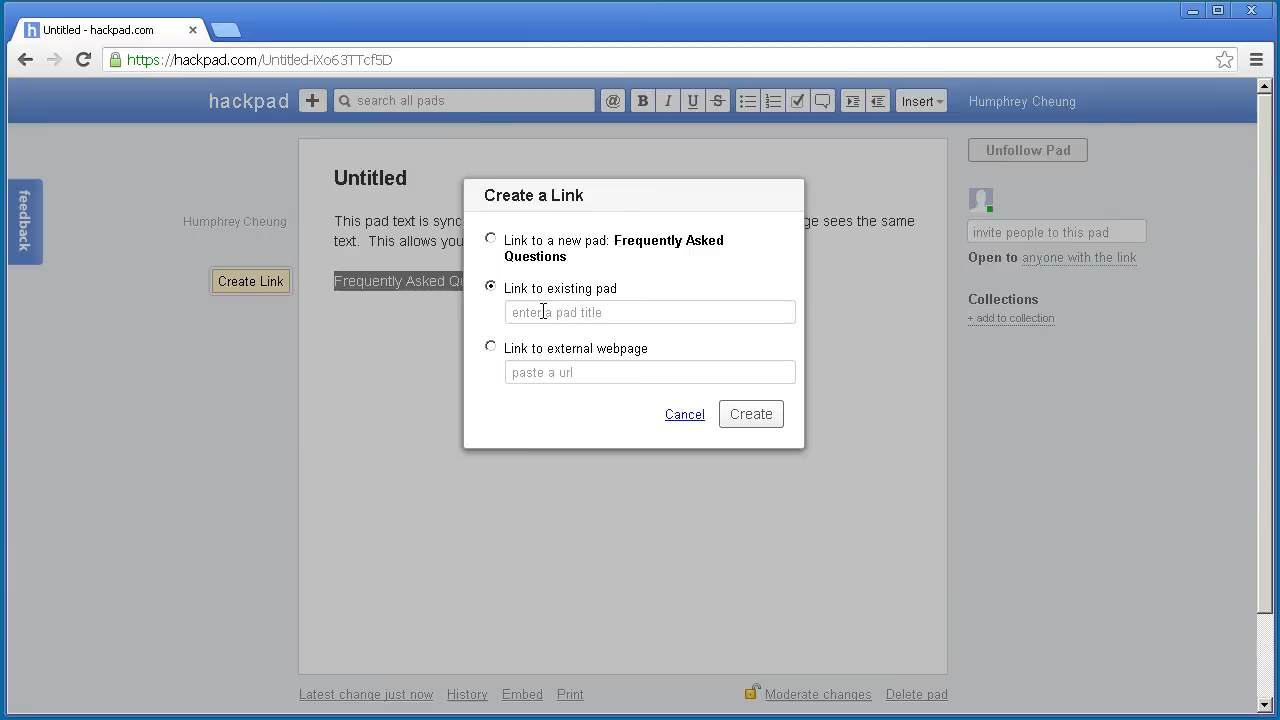 Untitled - hackpad.com
https://hackpad.com/Untitled-iXo63TTcf5D
hackpad
search all pads
@ B I U S
Insert
Humphrey Cheung
feedback
Humphrey Cheung
Create Link
Untitled
This pad text is sync
ge sees the same
text. This allows you
Frequently Asked Qu
Create a Link
Link to a new pad: Frequently Asked
Questions
Link to existing pad
enter a pad title
Link to external webpage
paste a url
Cancel
Create
Unfollow Pad
invite people to this pad
Open to anyone with the link
Collections
+ add to collection
Latest change just now
History
Embed
Print
Moderate changes
Delete pad